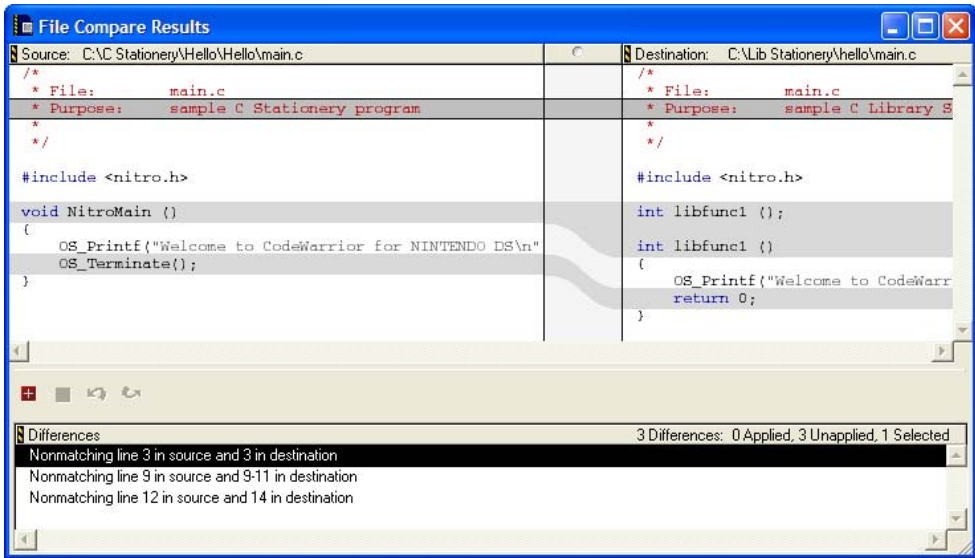 File Compare Results
Source: C:\C Stationery\Hello\Hello\main.c
/*
* File: main.c
* Purpose: sample C Stationery program
*
*/
#include <nitro.h>
void NitroMain ()
{
OS_Printf("Welcome to CodeWarrior for NINTENDO DS\n"
OS_Terminate();
}
Destination: C:\Lib Stationery\hello\main.c
/*
* File: main.c
* Purpose: sample C Library S
*
*/
#include <nitro.h>
int libfunc1 ();
int libfunc1 ()
{
OS_Printf("Welcome to CodeWarr
return 0;
}
Differences
3 Differences: 0 Applied, 3 Unapplied, 1 Selected
Nonmatching line 3 in source and 3 in destination
Nonmatching line 9 in source and 9-11 in destination
Nonmatching line 12 in source and 14 in destination